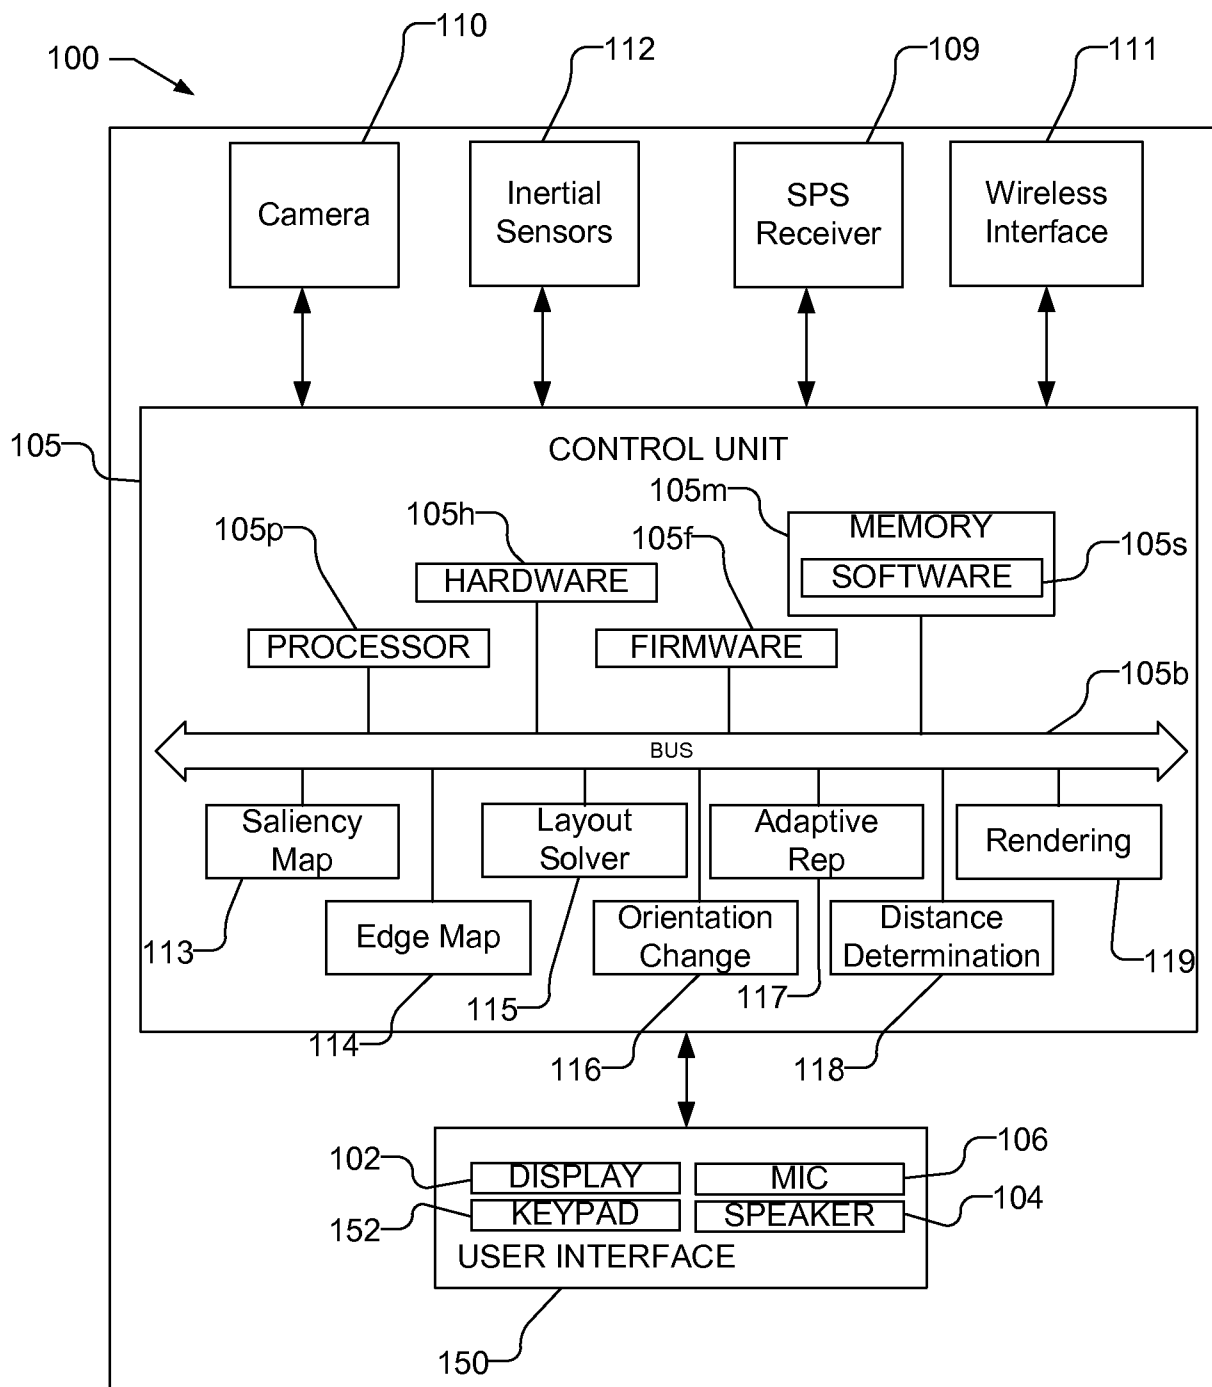 110
112
109
111
100
Camera
Inertial
Sensors
SPS
Receiver
Wireless
Interface
105
CONTROL UNIT
105m
105h
105p
105f
MEMORY
105s
SOFTWARE
HARDWARE
PROCESSOR
FIRMWARE
105b
BUS
Saliency
Map
Layout
Solver
Adaptive
Rep
Rendering
Edge Map
Orientation
Change
Distance
Determination
113
114
115
116
117
118
119
102
DISPLAY
MIC
106
152
KEYPAD
SPEAKER
104
USER INTERFACE
150